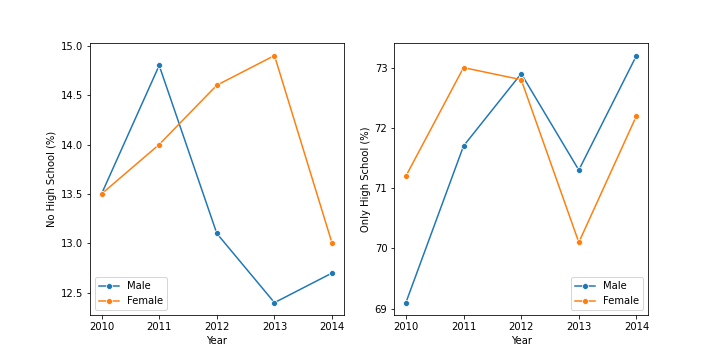 No High School (%)
15.0
14.5
14.0
13.5
13.0
12.5
Male
Female
2010 2011 2012 2013 2014
Year
Only High School (%)
73
72
71
70
69
Male
Female
2010 2011 2012 2013 2014
Year